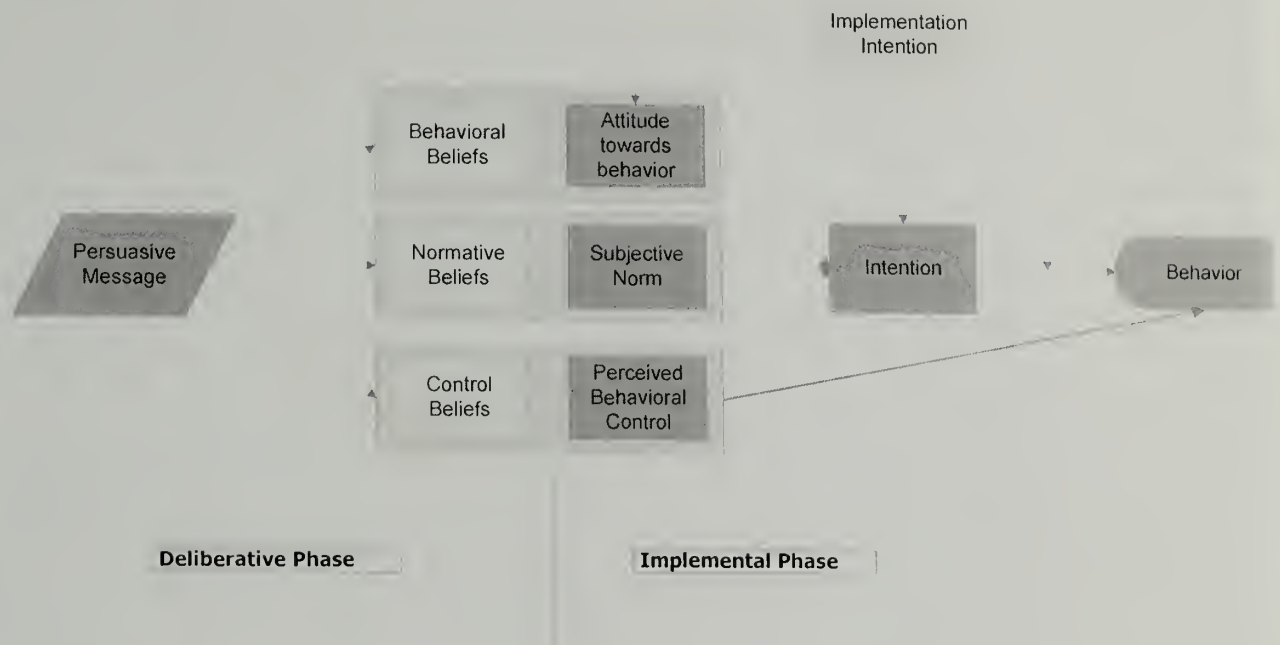 Implementation
Intention
Behavioral
Beliefs
Attitude
towards
behavior
Persuasive
Message
Normative
Beliefs
Subjective
Norm
Intention
Behavior
Control
Beliefs
Perceived
Behavioral
Control
Deliberative Phase
Implemental Phase